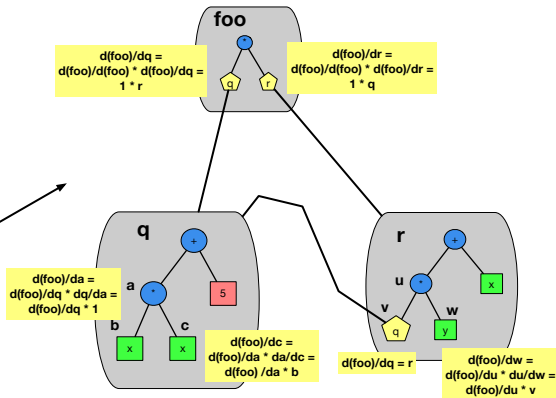 foo
*
d(foo)/dq =
d(foo)/d(foo) * d(foo)/dq =
1 * r
d(foo)/dr =
d(foo)/d(foo) * d(foo)/dr =
1 * q
q
r
q
+
a
*
5
b
c
x
x
d(foo)/da =
d(foo)/dq * dq/da =
d(foo)/dq * 1
d(foo)/dc =
d(foo)/da * da/dc=
d(foo) /da * b
r
+
u
*
x
v
w
q
y
d(foo)/dq = r
d(foo)/dw =
d(foo)/du * du/dw =
d(foo)/du * v